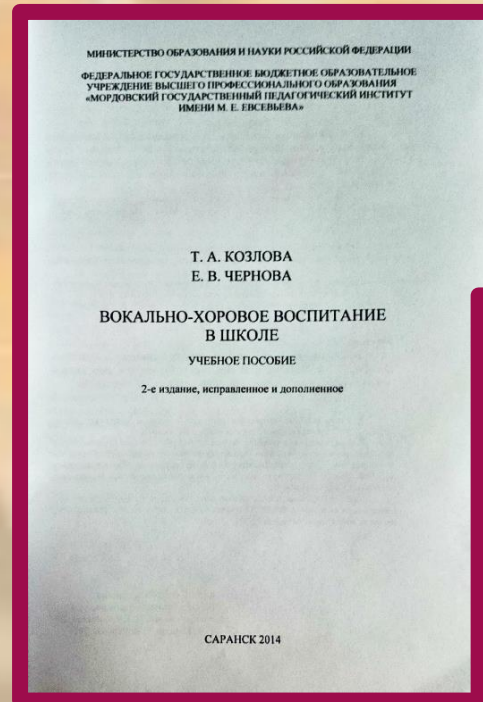 МИНИСТЕРСТВО ОБРАЗОВАНИЯ И НАУКИ РОССИЙСКОЙ ФЕДЕРАЦИИ
ФЕДЕРАЛЬНОЕ ГОСУДАРСТВЕННОЕ БЮДЖЕТНОЕ ОБРАЗОВАТЕЛЬНОЕ
УЧРЕЖДЕНИЕ ВЫСШЕГО ПРОФЕССИОНАЛЬНОГО ОБРАЗОВАНИЯ
«МОРДОВСКИЙ ГОСУДАРСТВЕННЫЙ ПЕДАГОГИЧЕСКИЙ ИНСТИТУТ
ИМЕНИ М. Е. ЕВСЕВЬЕВА»
Т. А. КОЗЛОВА
Е. В. ЧЕРНОВА
ВОКАЛЬНО-ХОРОВОЕ ВОСПИТАНИЕ
В ШКОЛЕ
УЧЕБНОЕ ПОСОБИЕ
2-е издание, исправленное и дополненное
САРАНСК 2014